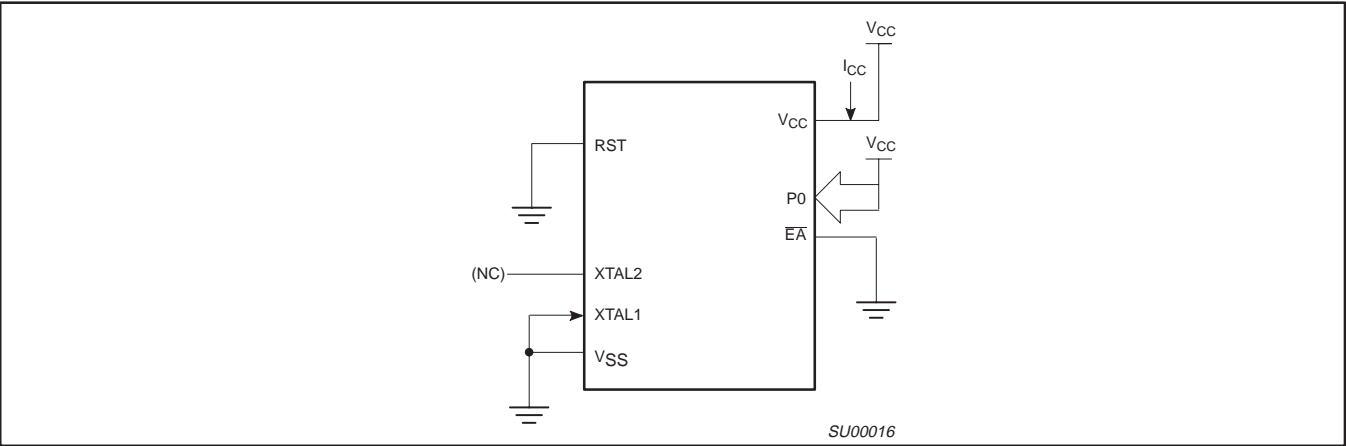 VCC
ICC
VCC
RST
VCC
P0
EA
(NC)
XTAL2
XTAL1
VSS
SU00016